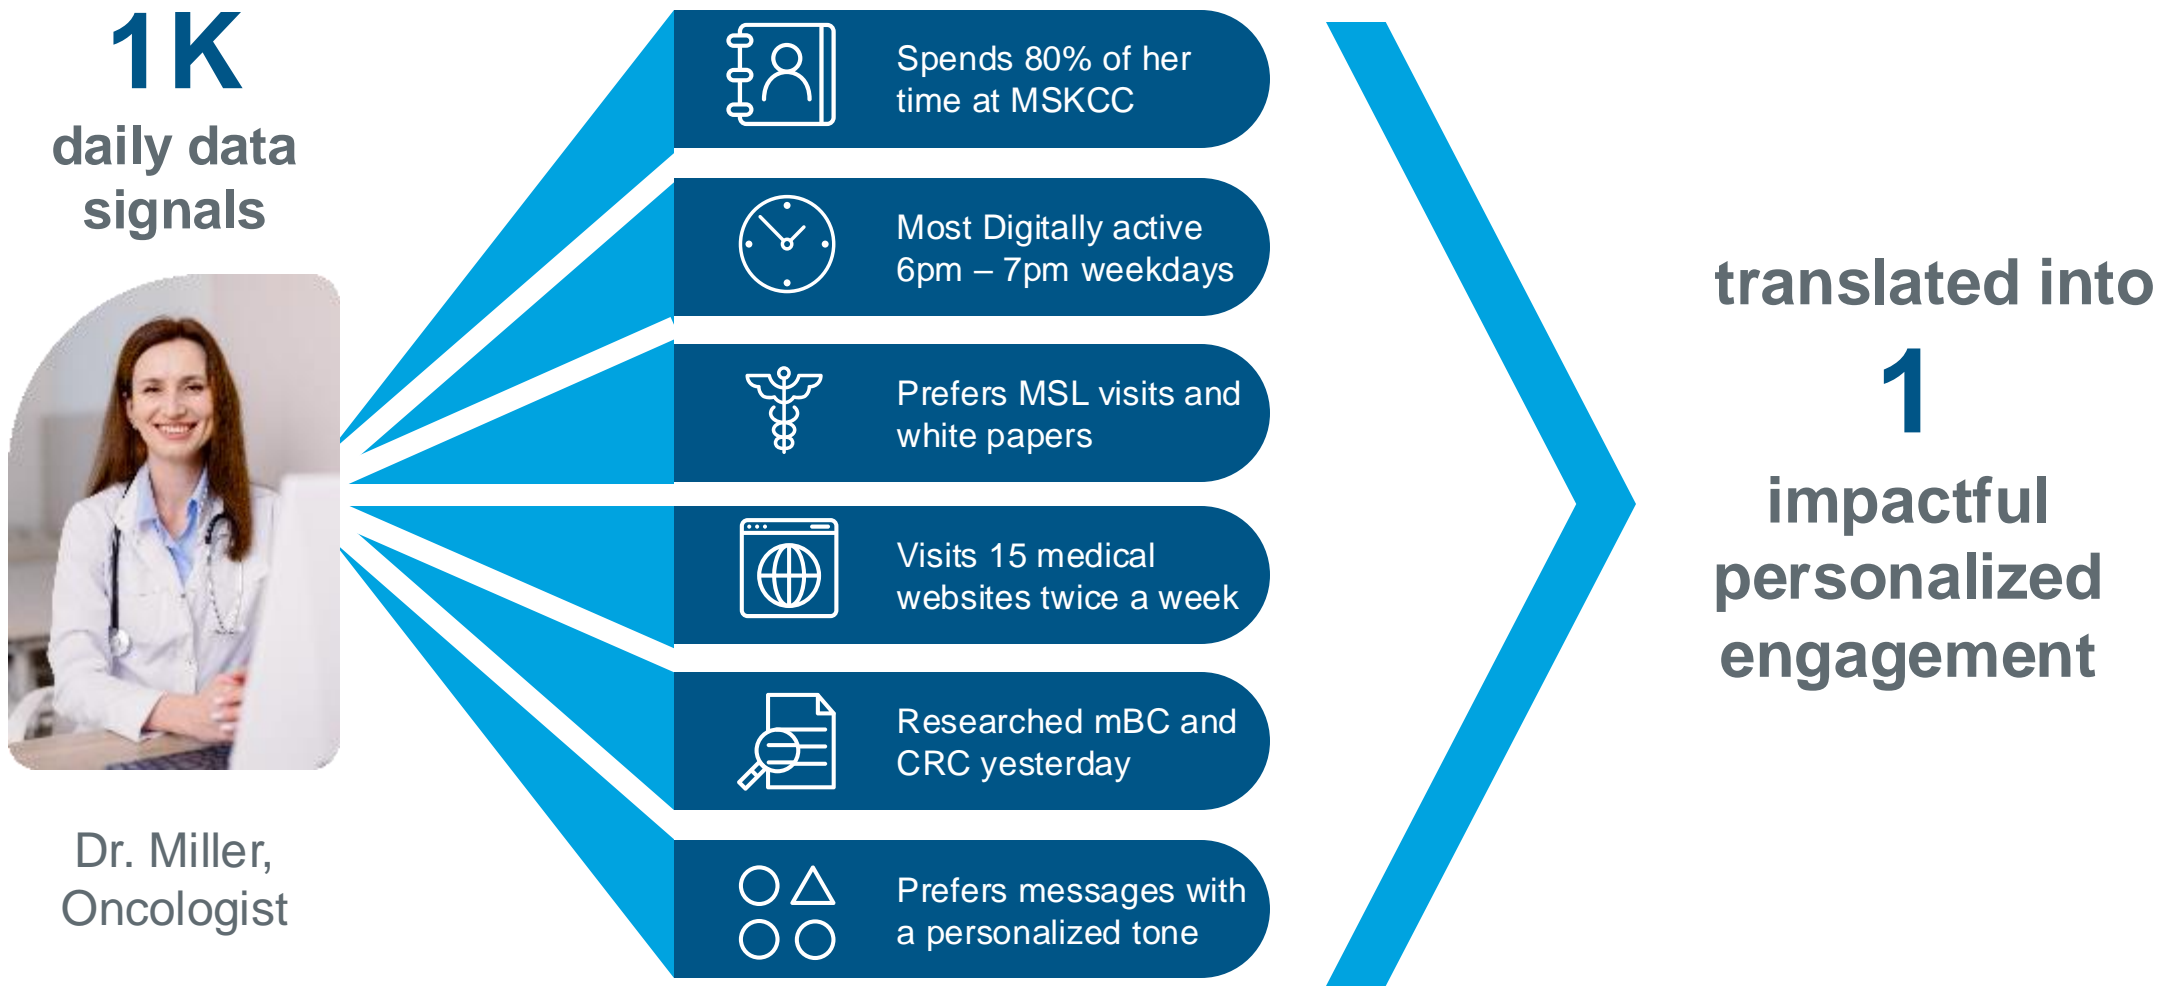 1K
daily data
signals
Dr. Miller,
Oncologist
Spends 80% of her
time at MSKCC
Most Digitally active
6pm – 7pm weekdays
Prefers MSL visits and
white papers
Visits 15 medical
websites twice a week
Researched mBC and
CRC yesterday
Prefers messages with
a personalized tone
translated into
1
impactful
personalized
engagement